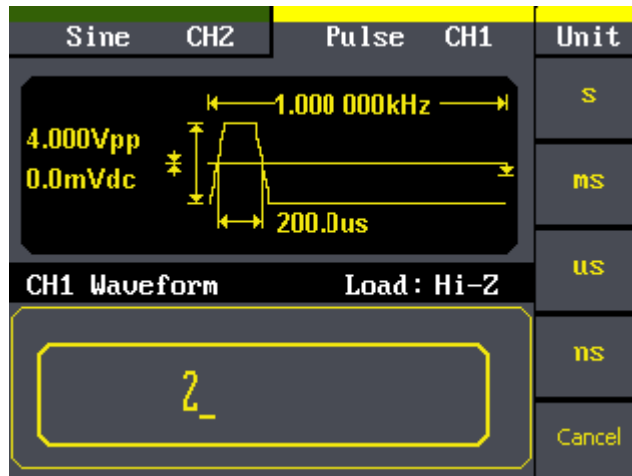 Sine CH2 Pulse CH1 Unit
1.000 000kHz
4.000Vpp
0.0mVdc
200.0us
CH1 Waveform Load: Hi-Z
2_
s
ms
us
ns
Cancel